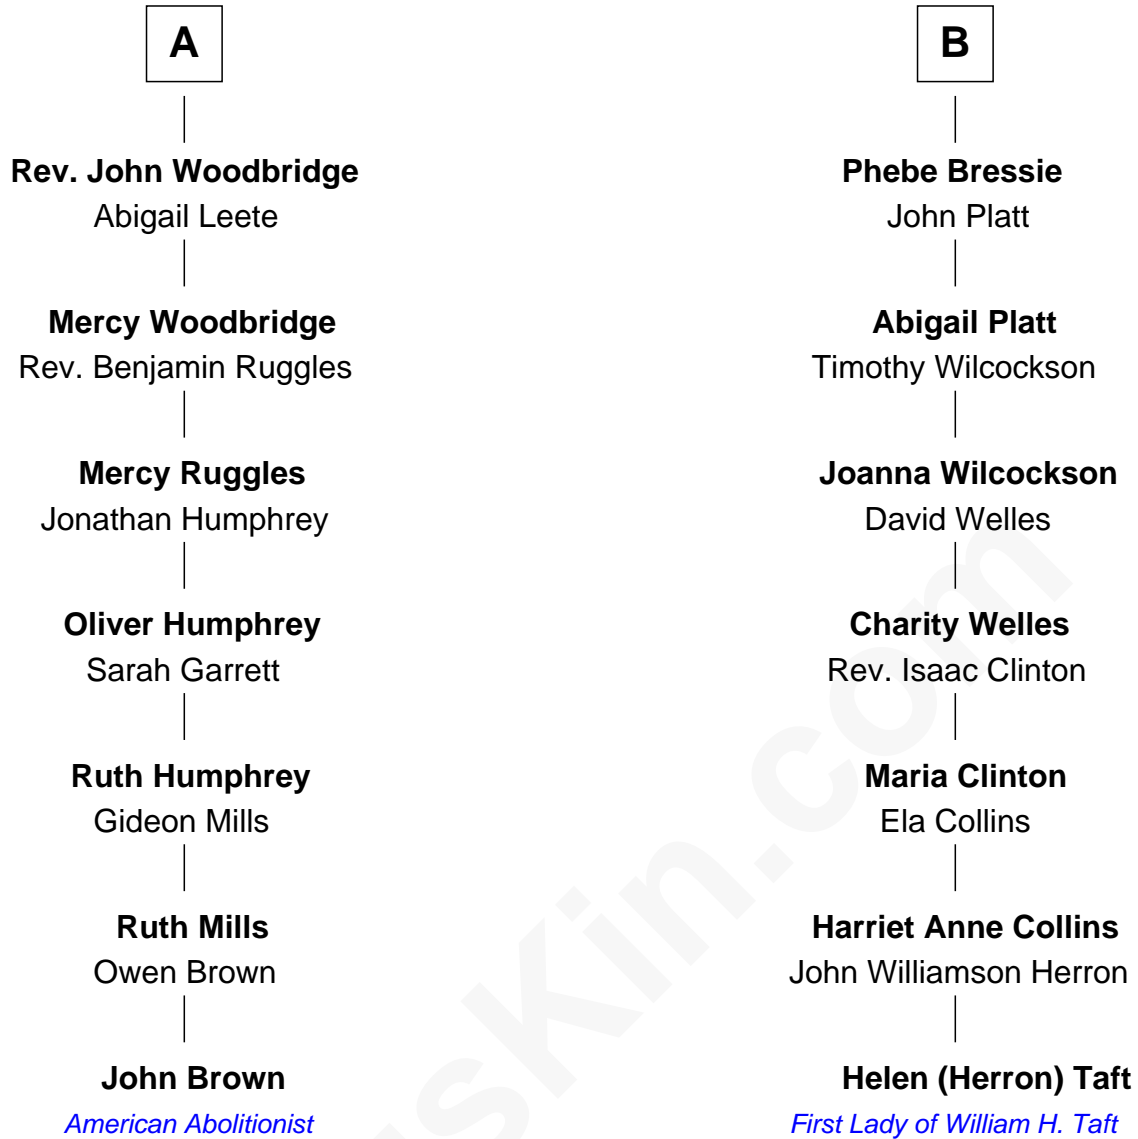 A
Rev. John Woodbridge
Abigail Leete
Mercy Woodbridge
Rev. Benjamin Ruggles
Mercy Ruggles
Jonathan Humphrey
Oliver Humphrey
Sarah Garrett
Ruth Humphrey
Gideon Mills
Ruth Mills
Owen Brown
John Brown
American Abolitionist
B
Phebe Bressie
John Platt
Abigail Platt
Timothy Wilcockson
Joanna Wilcockson
David Welles
Charity Welles
Rev. Isaac Clinton
Maria Clinton
Ela Collins
Harriet Anne Collins
John Williamson Herron
Helen (Herron) Taft
First Lady of William H. Taft
sKin.com